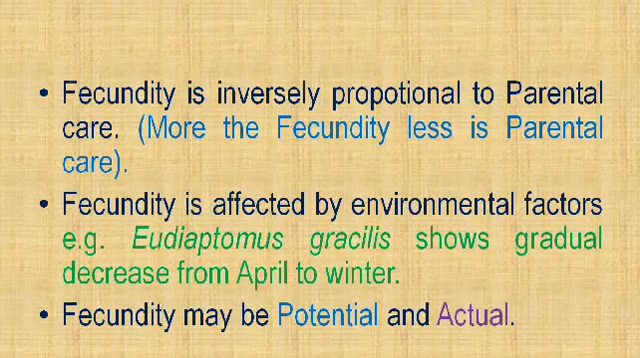 • Fecundity is inversely propotional to Parental
care. (More the Fecundity less is Parental
care).
• Fecundity is affected by environmental factors
e.g. Eudiaptomus gracilis shows gradual
decrease from April to winter.
• Fecundity may be Potential and Actual.